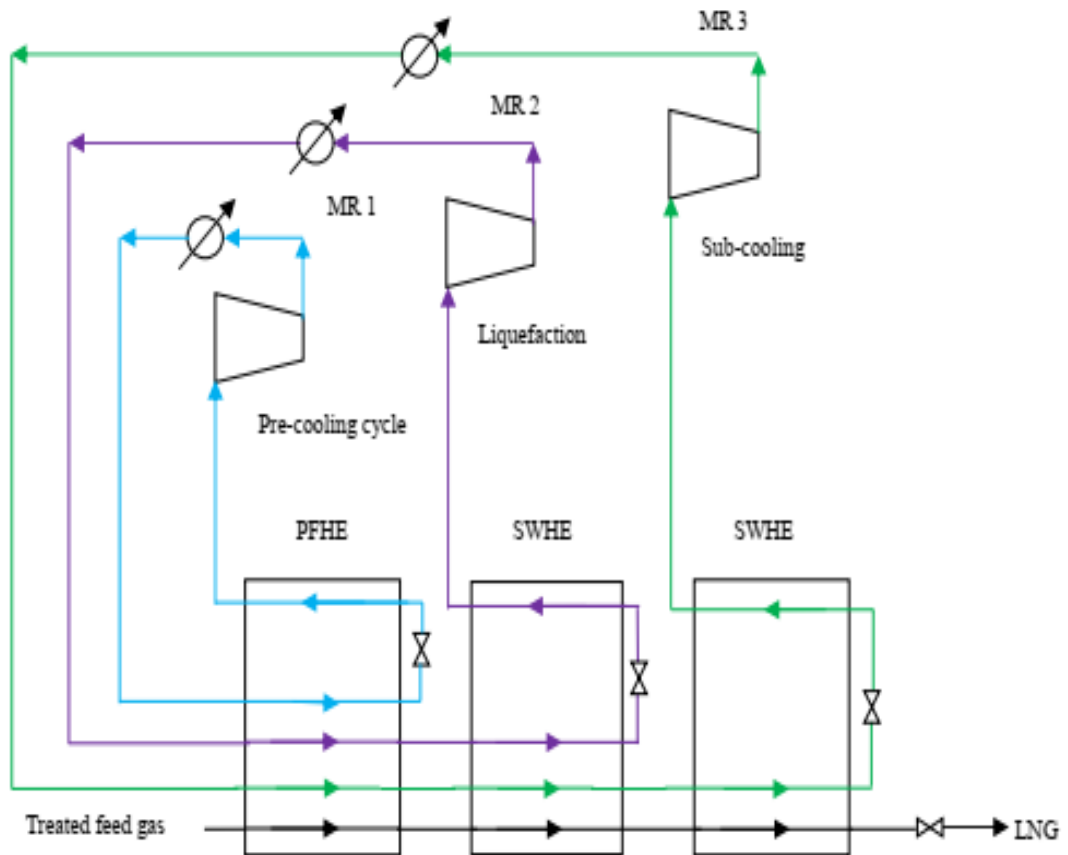 MR 3
MR 2
MR 1
Sub-cooling
Liquefaction
Pre-cooling cycle
PFHE
SWHE
SWHE
Treated feed gas
LNG